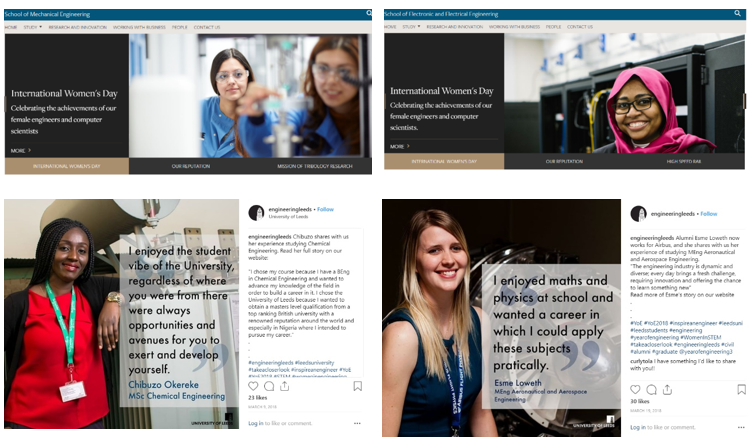 School of Mechanical Engineering
HOME STUDY RESEARCH AND INNOVATION WORKING WITH BUSINESS PEOPLE CONTACT US
International Women's Day
Celebrating the achievements of our
female engineers and computer
scientists
MORE >
INTERNATIONAL WOMEN'S DAY OUR REPUTATION MISSION OF TRIBOLOGY RESEARCH
School of Electronic and Electrical Engineering
HOME STUDY RESEARCH AND INNOVATION WORKING WITH BUSINESS PEOPLE CONTACT US
International Women's Day
Celebrating the achievements of our
female engineers and computer
scientists.
MORE >
INTERNATIONAL WOMEN'S DAY OUR REPUTATION HIGH SPEED RAIL
I enjoyed the student
vibe of the University,
regardless of where
you were from there
were always
opportunities and
avenues for you to
exert and develop
yourself.
Chibuzo Okereke
MSc Chemical Engineering
UNIVERSITY OF LEEDS
engineeringleeds • Follow
University of Leeds
engineeringleeds Chibuzo shares with us
her experience studying Chemical
Engineering. Read her full story on our
website:
"I chose my course because I have a BEng
in Chemical Engineering and wanted to
advance my knowledge of the field in
order to build a career in it. I chose the
University of Leeds because I wanted to
obtain a masters level qualification from a
top ranking British university with a
renowned reputation around the world and
especially in Nigeria where I intended to
pursue my career."
.
.
#engineeringleeds #leedsuniversity
#takeacloserlook #inspireanengineer #YoE
#YoE2018 #STEM
23 likes
MARCH 5, 2018
Log in to like or comment.
I enjoyed maths and
physics at school and
wanted a career in
which I could apply
these subjects
pratically.
Esme Loweth
MEng Aeronautical and Aerospace
Engineering
UNIVERSITY OF LEEDS
engineeringleeds • Follow
engineeringleeds Alumni Esme Loweth now
works for Airbus, and she shares with us her
experience of studying MEng Aeronautical
and Aerospace Engineering.
"The engineering industry is dynamic and
diverse; every day brings a fresh challenge,
requiring innovation and offering the chance
to learn something new"
Read more of Esme's story on our website
.
.
#YoE #YoE2018 #inspireanengineer #leedsuni
#leedsstudents #engineering
#yearofengineering #WomenInSTEM
#takeacloserlook #engineeringleeds #civil
#alumni #graduate @yearofengineering3
curlytola I have something I'd like to share
with you!!
30 likes
MARCH 2018
Log in to like or comment.